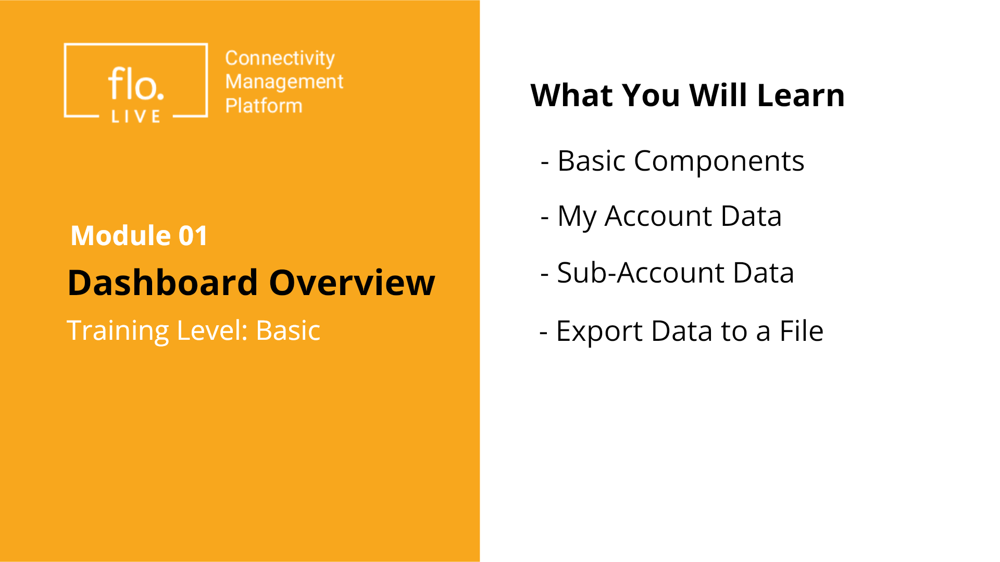 flo.
LIVE
Connectivity
Management
Platform
Module 01
Dashboard Overview
Training Level: Basic
What You Will Learn
- Basic Components
- My Account Data
- Sub-Account Data
- Export Data to a File